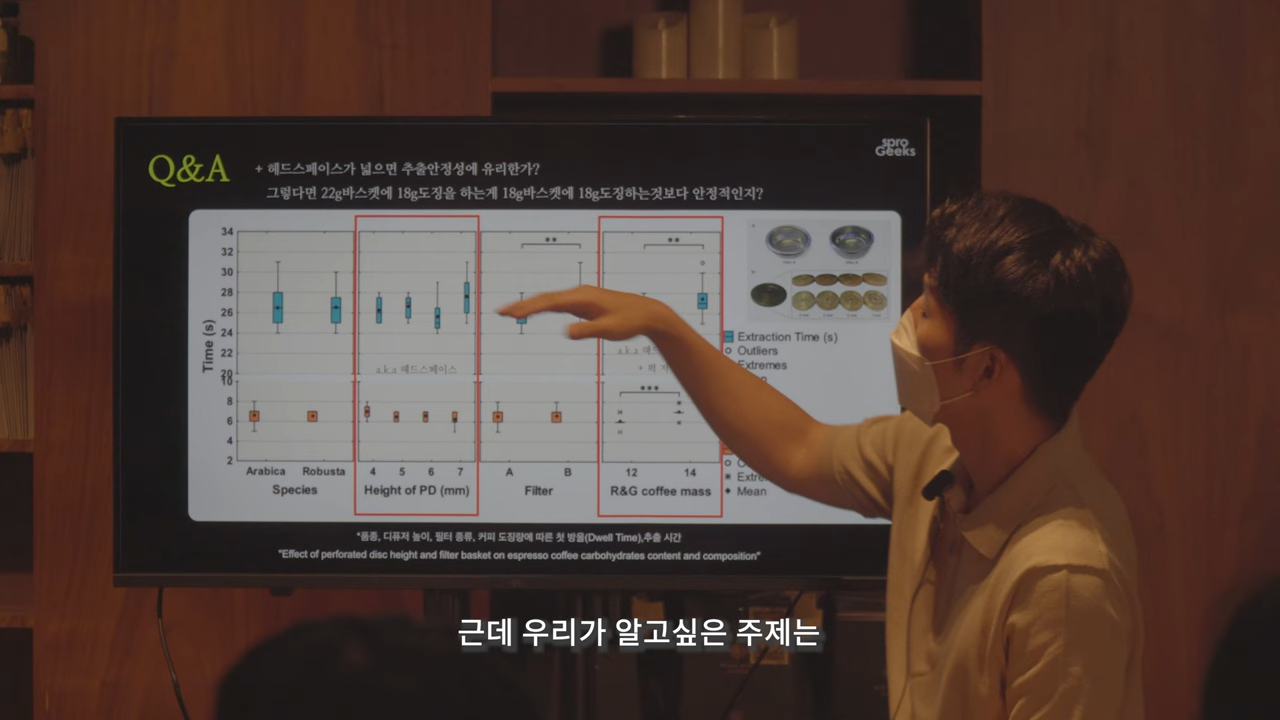 spro
Geeks
Q&A
+ 헤드스페이스가 넓으면 추출안정성에 유리한가?
그렇다면 22g바스켓에 18g도징을 하는게 18g바스켓에 18g도징하는것보다 안정적인지?
34
32
30
28
26
24
22
20
10
8
6
4
2
Time (s)
**
**
***
a.k.a 헤드스페이스
a.k.a
Extraction Time (s)
Outliers
Extremes
Mean
Arabica Robusta
4 5 6 7
A B
12 14
Species
Height of PD (mm)
Filter
R&G coffee mass
*품종, 디퓨저 높이, 필터 종류, 커피 도징량에 따른 첫 방울(Dwell Time),추출 시간
"Effect of perforated disc height and filter basket on espresso coffee carbohydrates content and composition"
근데 우리가 알고싶은 주제는